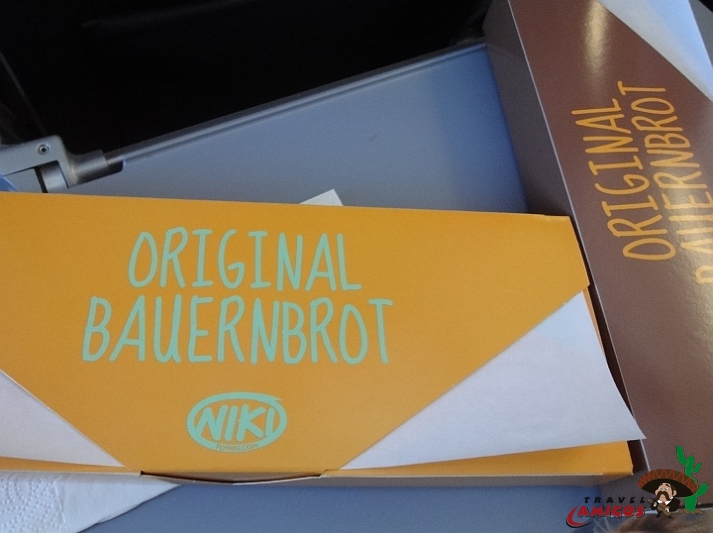 ORIGINAL
BAUERNBROT
NIKI
ORIGINAL
BAUERNBROT
TRAVEL
AMIGOS